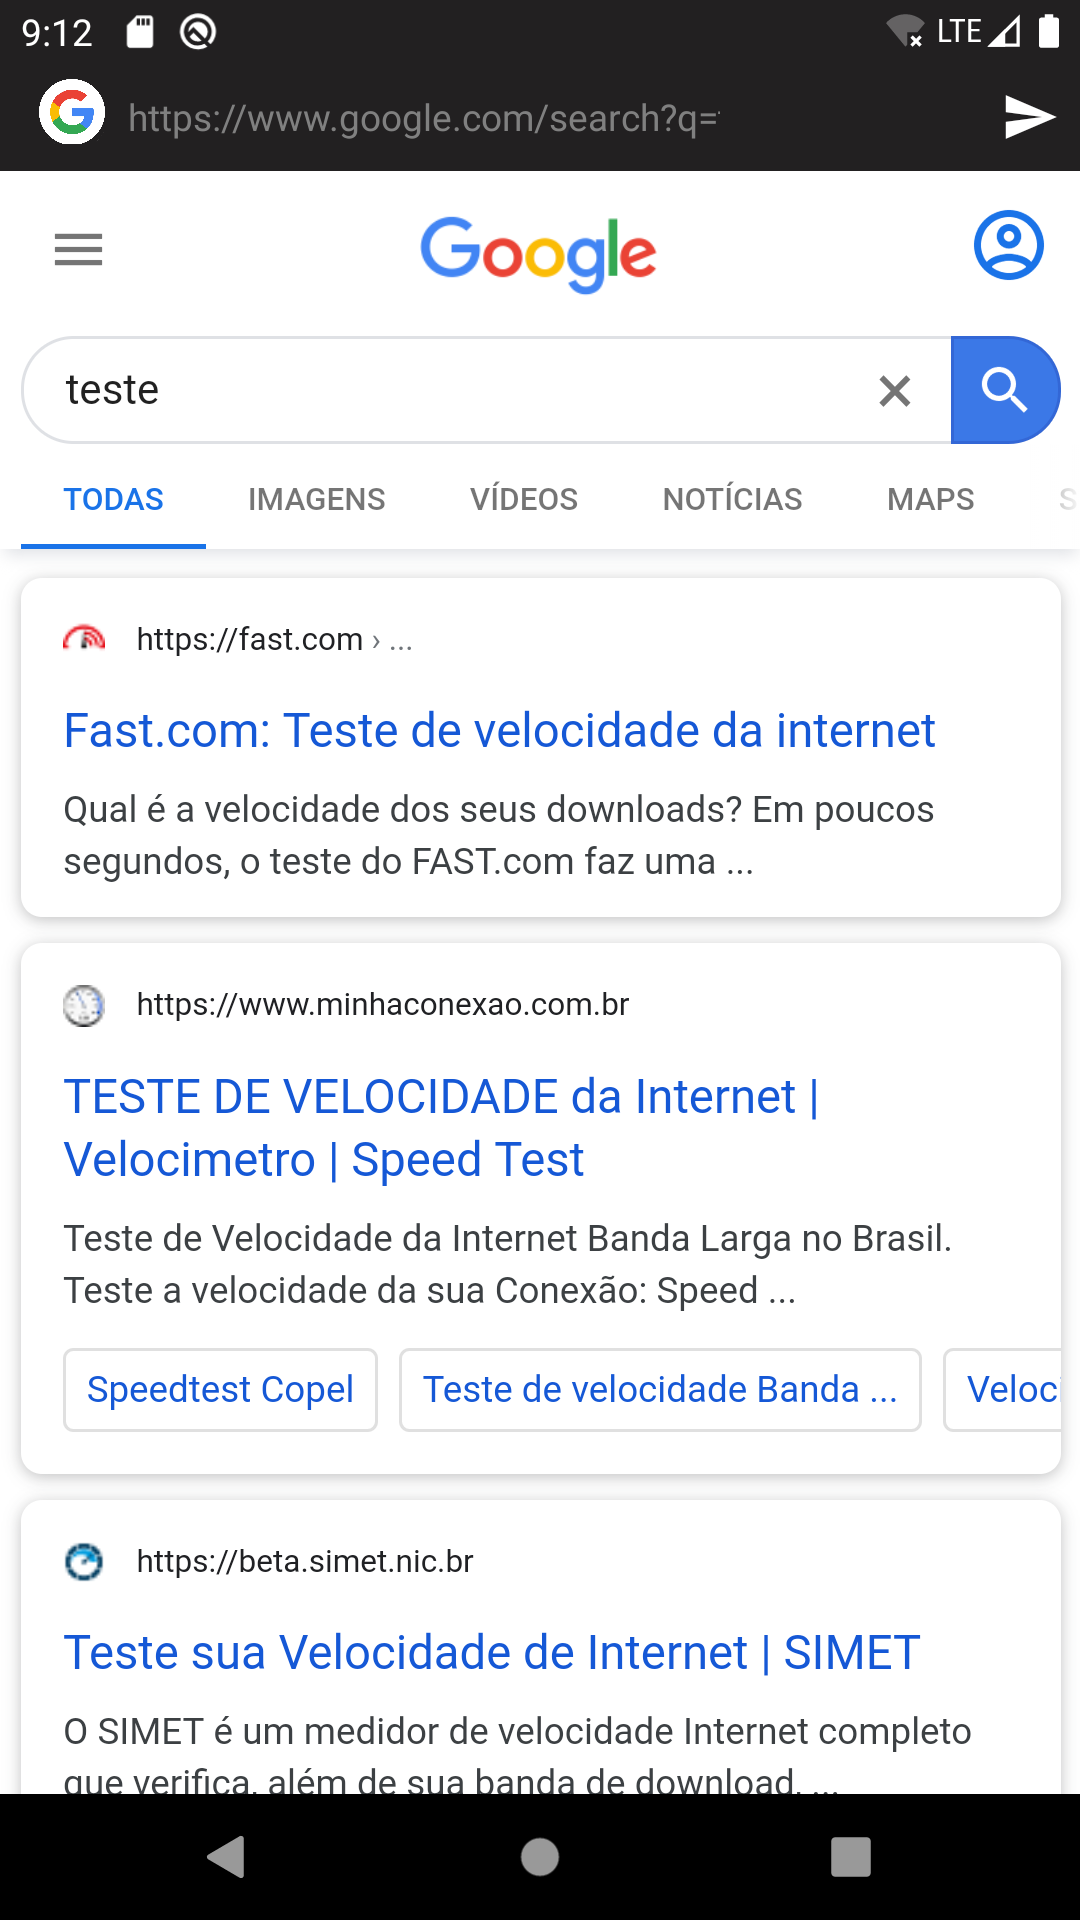 9:12 LTE
https://www.google.com/search?q=
Google
teste
TODAS IMAGENS VÍDEOS NOTÍCIAS MAPS S
https://fast.com › ...
Fast.com: Teste de velocidade da internet
Qual é a velocidade dos seus downloads? Em poucos
segundos, o teste do FAST.com faz uma ...
https://www.minhaconexao.com.br
TESTE DE VELOCIDADE da Internet |
Velocimetro | Speed Test
Teste de Velocidade da Internet Banda Larga no Brasil.
Teste a velocidade da sua Conexão: Speed ...
Speedtest Copel Teste de velocidade Banda ... Veloci
https://beta.simet.nic.br
Teste sua Velocidade de Internet | SIMET
O SIMET é um medidor de velocidade Internet completo
que verifica, além de sua banda de download, ...